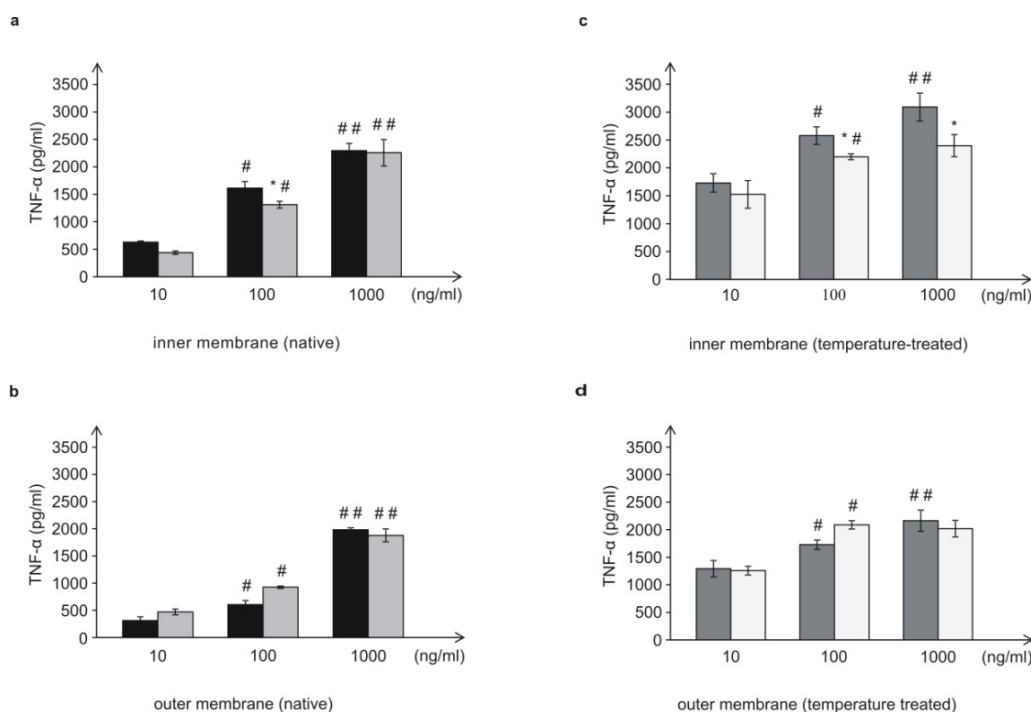 a
TNF-α (pg/ml)
3500
3000
2500
2000
1500
1000
500
0
#
* #
# #
# #
10 100 1000 (ng/ml)
inner membrane (native)
c
TNF-α (pg/ml)
3500
3000
2500
2000
1500
1000
500
0
#
* #
# #
*
10 100 1000 (ng/ml)
inner membrane (temperature-treated)
b
TNF-α (pg/ml)
3500
3000
2500
2000
1500
1000
500
0
#
#
# #
# #
10 100 1000 (ng/ml)
outer membrane (native)
d
TNF-α (pg/ml)
3500
3000
2500
2000
1500
1000
500
0
#
#
# #
10 100 1000 (ng/ml)
outer membrane (temperature treated)